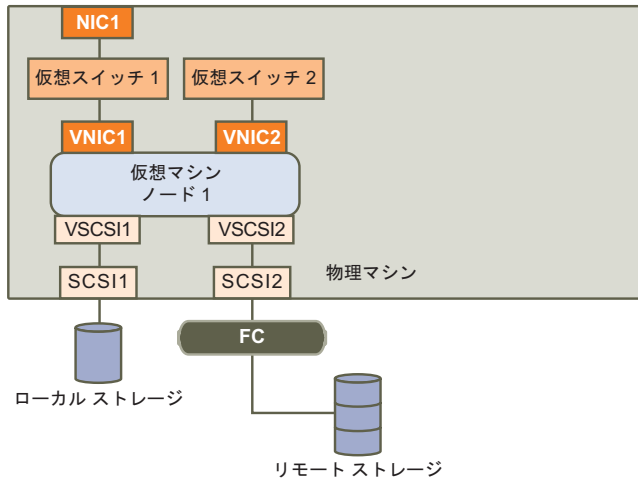 NIC1
仮想スイッチ 1
仮想スイッチ 2
VNIC1
VNIC2
仮想マシン
ノード 1
VSCSI1
VSCSI2
SCSI1
SCSI2
物理マシン
FC
ローカル ストレージ
リモート ストレージ